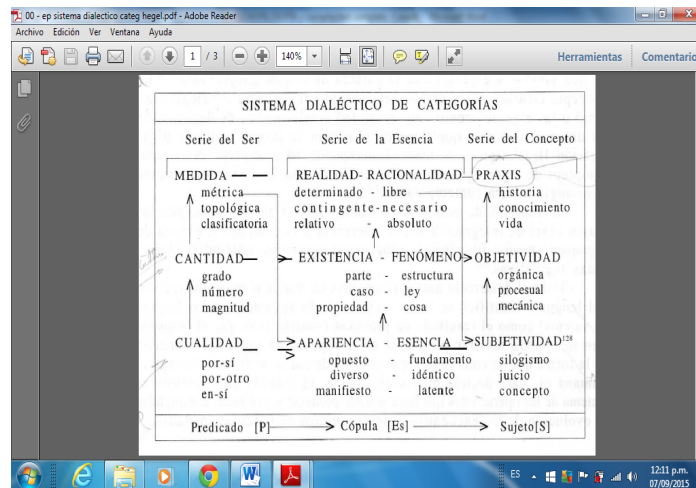 00 - ep sistema dialectico categ hegel.pdf - Adobe Reader
Archivo Edición Ver Ventana Ayuda
1 / 3 140% Herramientas Comentario
SISTEMA DIALÉCTICO DE CATEGORÍAS
Serie del Ser Serie de la Esencia Serie del Concepto
MEDIDA REALIDAD-RACIONALIDAD PRAXIS
métrica determinado - libre historia
topológica contingente-necesario conocimiento
clasificatoria relativo - absoluto vida
CANTIDAD EXISTENCIA - FENÓMENO OBJETIVIDAD
grado parte - estructura orgánica
número caso - ley procesual
magnitud propiedad - cosa mecánica
CUALIDAD APARIENCIA - ESENCIA SUBJETIVIDAD128
por-sí opuesto - fundamento silogismo
por-otro diverso - idéntico juicio
en-sí manifiesto - latente concepto
Predicado [P] Cópula [Es] Sujeto[S]
ES 12:11 p.m.
07/09/2015